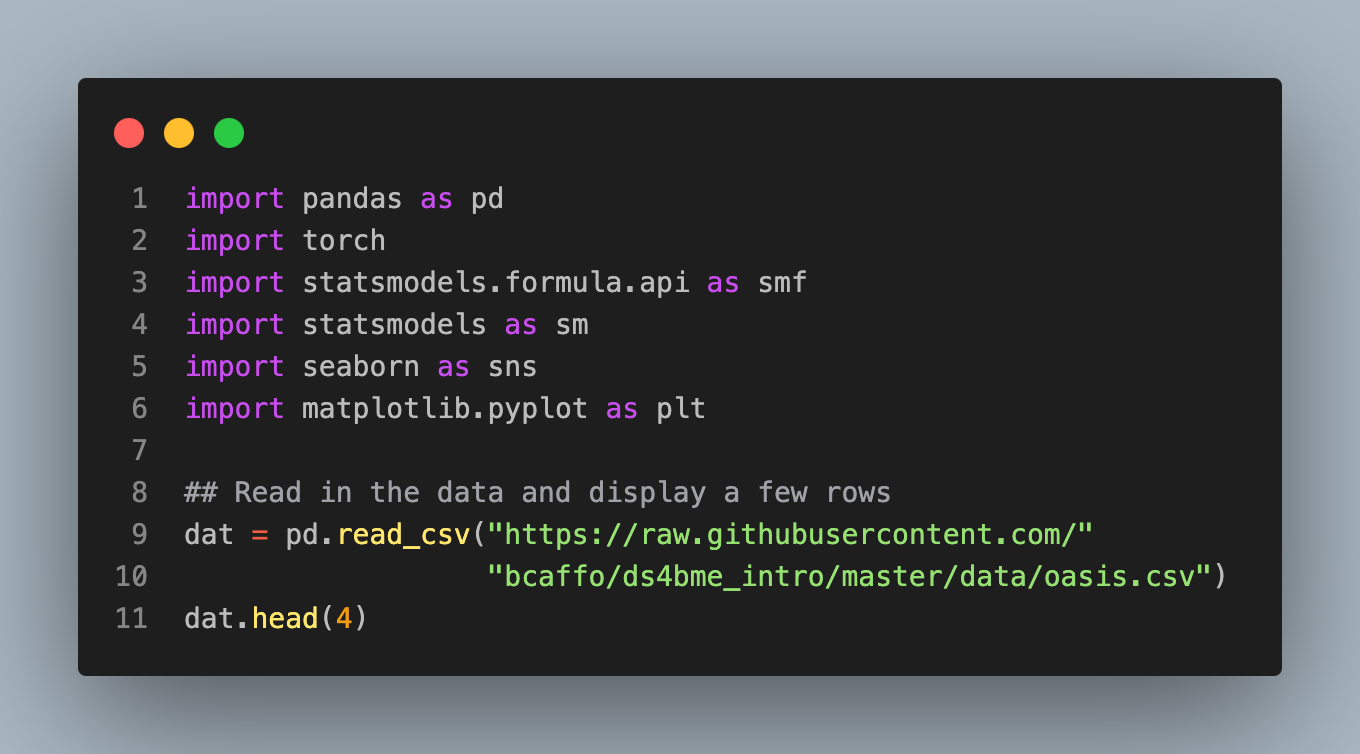 1 import pandas as pd
2 import torch
3 import statsmodels.formula.api as smf
4 import statsmodels as sm
5 import seaborn as sns
6 import matplotlib.pyplot as plt
7
8 ## Read in the data and display a few rows
9 dat = pd.read_csv("https://raw.githubusercontent.com/"
10                   "bcaffo/ds4bme_intro/master/data/oasis.csv")
11 dat.head(4)